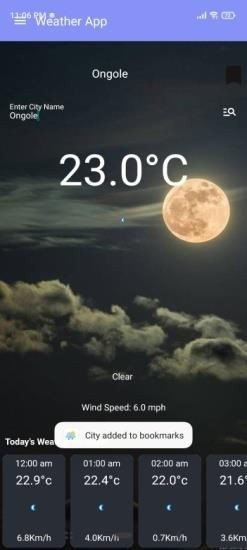 11:06 PM
72
Weather App
Ongole
Enter City Name
Ongole
23.0°C
Clear
Wind Speed: 6.0 mph
Today's Wea
City added to bookmarks
12:00 am
01:00 am
02:00 am
03:00 a
22.9°c
22.4°c
22.0°c
21.6°
6.8Km/h
4.0Km/h
0.7Km/h
3.6Km